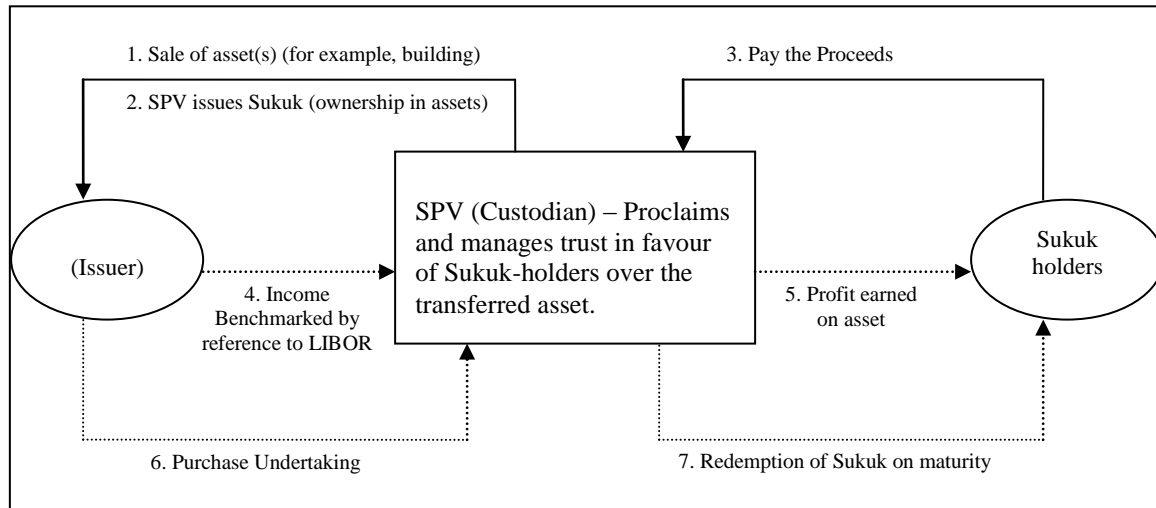 1. Sale of asset(s) (for example, building)
2. SPV issues Sukuk (ownership in assets)
3. Pay the Proceeds
(Issuer)
SPV (Custodian) – Proclaims
and manages trust in favour
of Sukuk-holders over the
transferred asset.
Sukuk
holders
4. Income
Benchmarked by
reference to LIBOR
5. Profit earned
on asset
6. Purchase Undertaking
7. Redemption of Sukuk on maturity